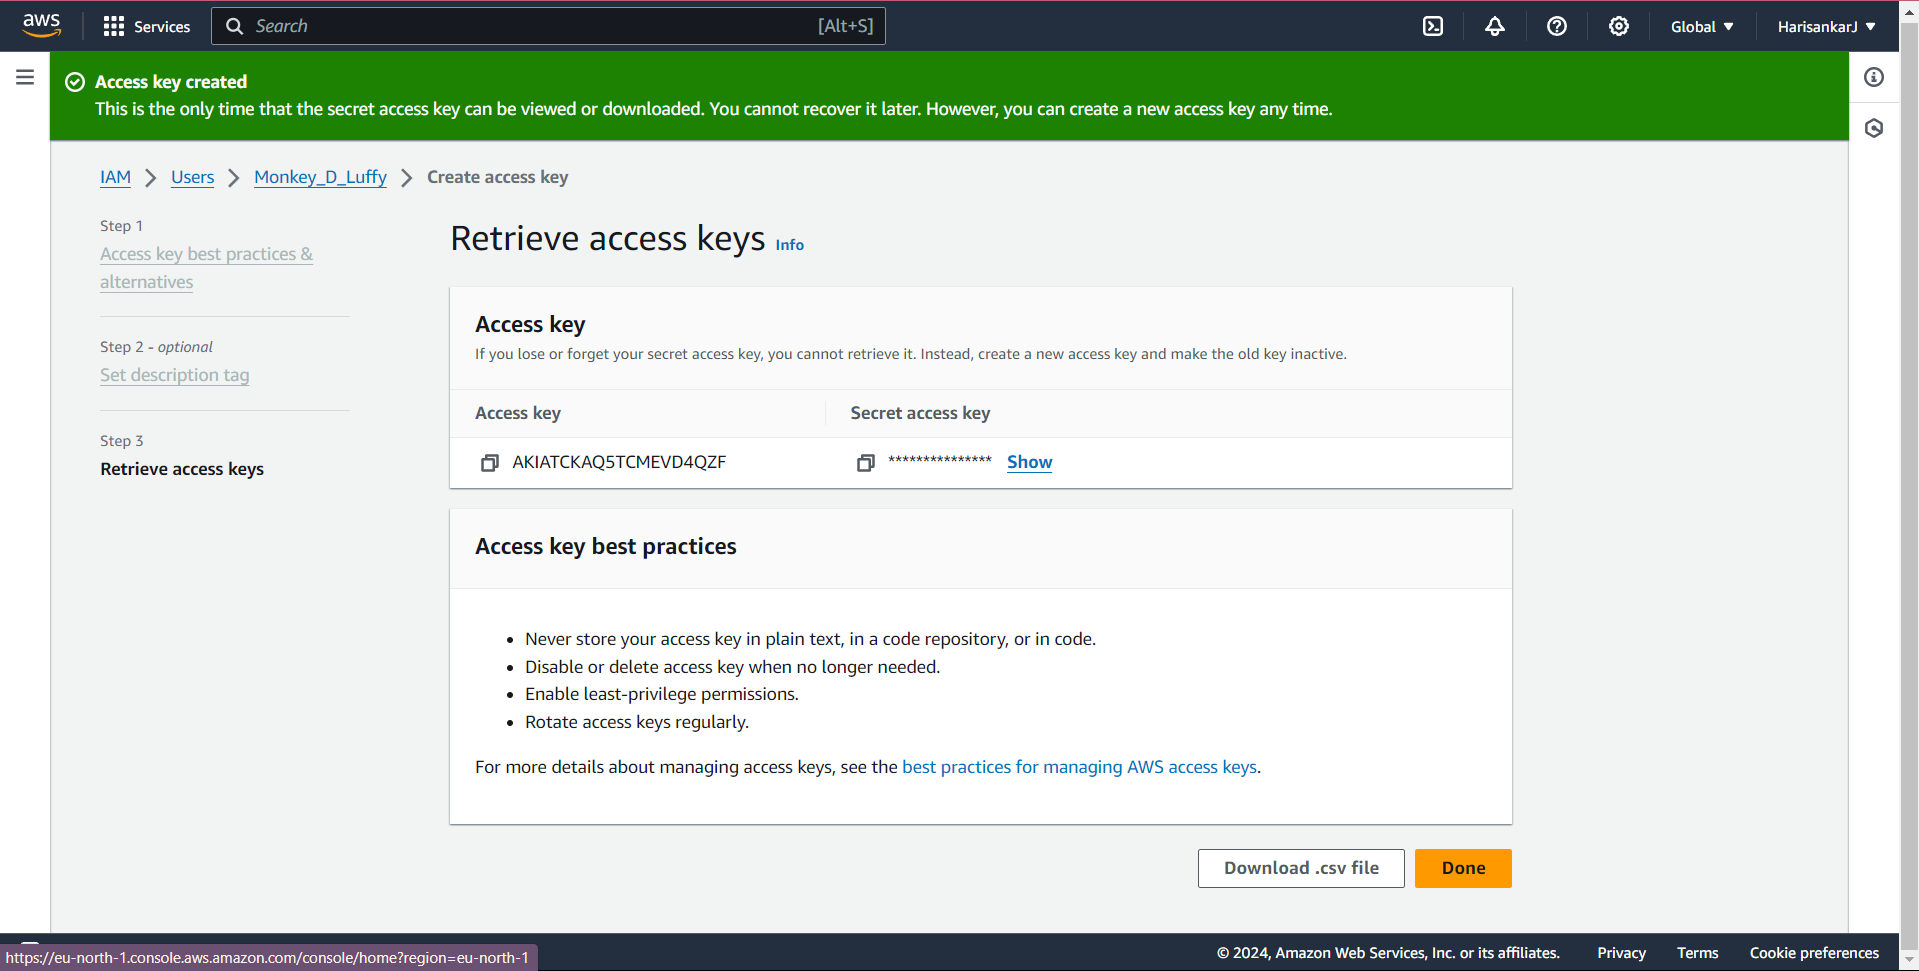 aws
Services
Search
[Alt+S]
Global
HarisankarJ
Access key created
This is the only time that the secret access key can be viewed or downloaded. You cannot recover it later. However, you can create a new access key any time.
IAM
Users
Monkey_D_Luffy
Create access key
Step 1
Access key best practices &
alternatives
Step 2 - optional
Set description tag
Step 3
Retrieve access keys
Retrieve access keys Info
Access key
If you lose or forget your secret access key, you cannot retrieve it. Instead, create a new access key and make the old key inactive.
Access key
Secret access key
AKIATCKAQ5TCMEVD4QZF
*************** Show
Access key best practices
• Never store your access key in plain text, in a code repository, or in code.
• Disable or delete access key when no longer needed.
• Enable least-privilege permissions.
• Rotate access keys regularly.
For more details about managing access keys, see the best practices for managing AWS access keys.
Download .csv file
Done
https://eu-north-1.console.aws.amazon.com/console/home?region=eu-north-1
© 2024, Amazon Web Services, Inc. or its affiliates.
Privacy
Terms
Cookie preferences